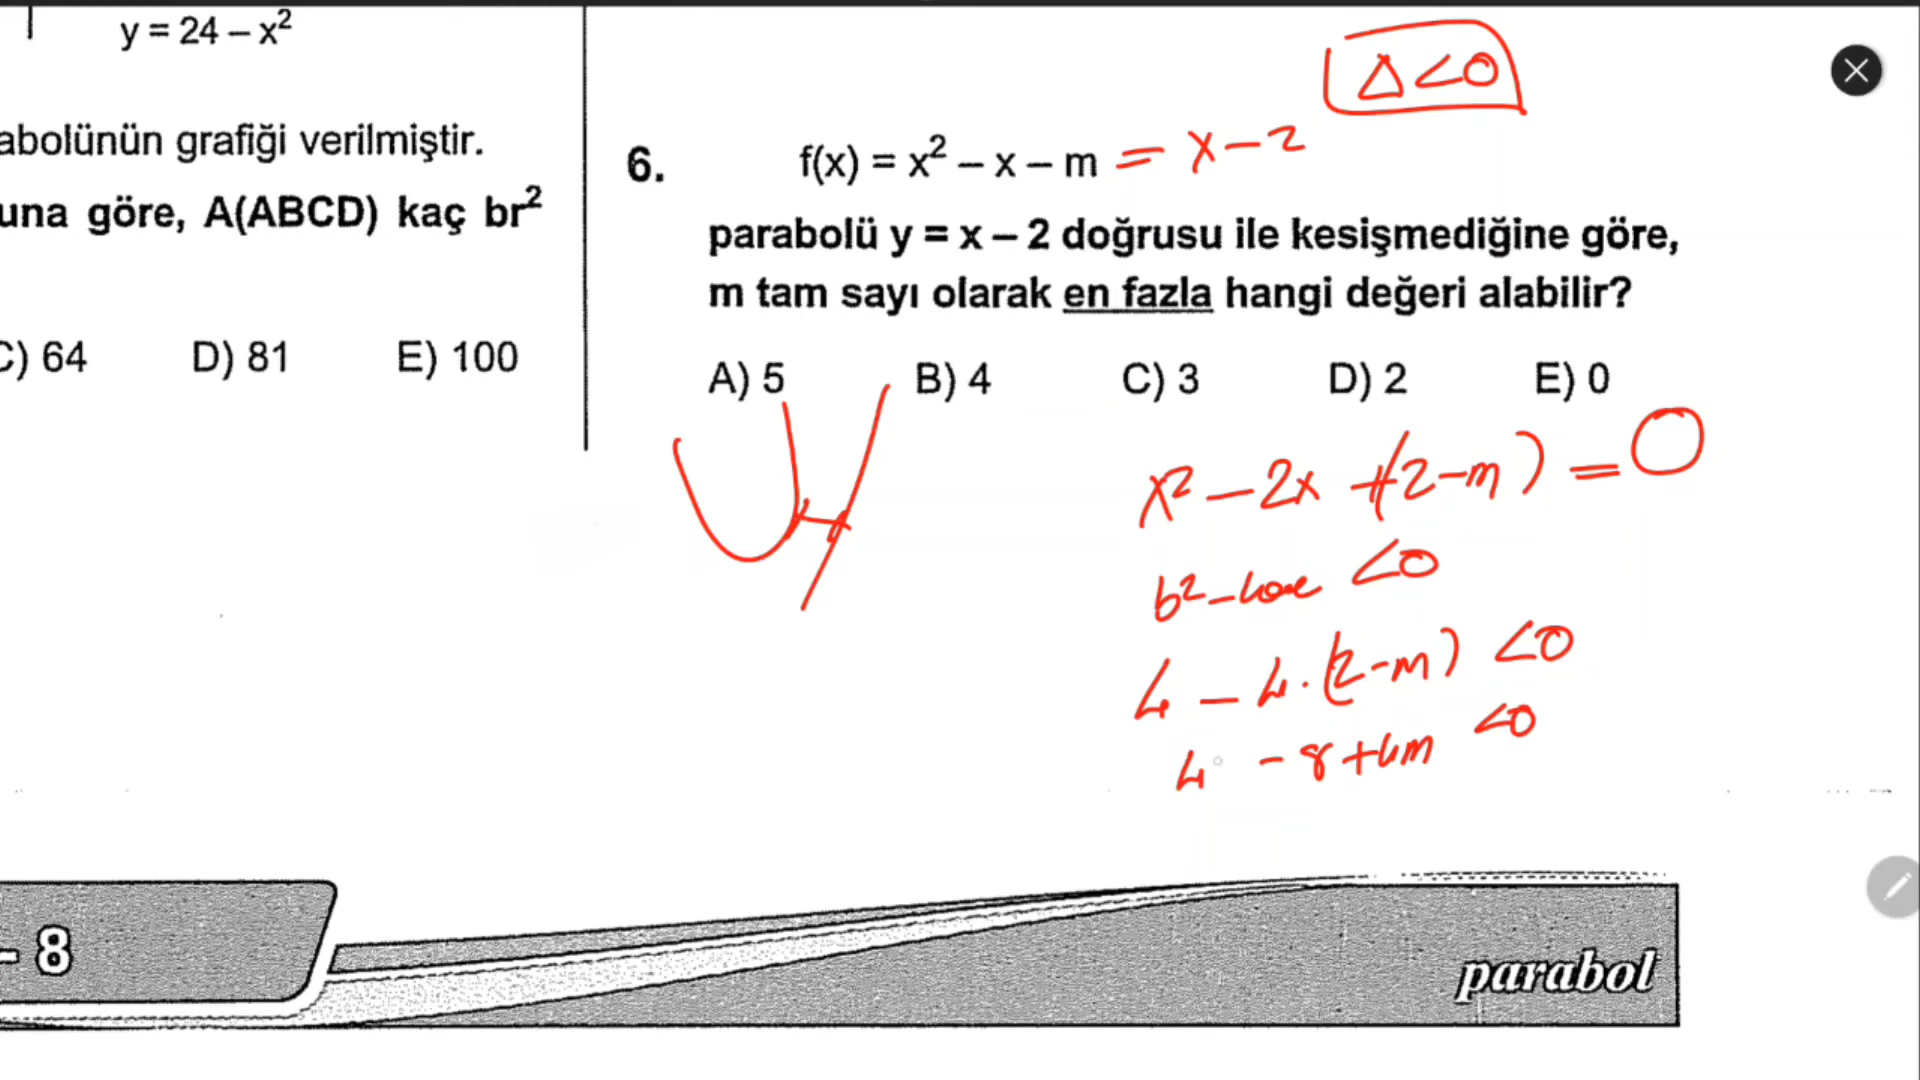 y = 24 – x²
abolünün grafiği verilmiştir.
una göre, A(ABCD) kaç br²
C) 64 D) 81 E) 100
Δ <0
6. f(x) = x² – x – m = x – 2
parabolü y = x – 2 doğrusu ile kesişmediğine göre,
m tam sayı olarak en fazla hangi değeri alabilir?
A) 5 B) 4 C) 3 D) 2 E) 0
x² – 2x + (2 – m) = 0
b² – 4ac <0
4 – 4 . (2 – m) <0
4 – 8 + 4m <0
- 8
parabol